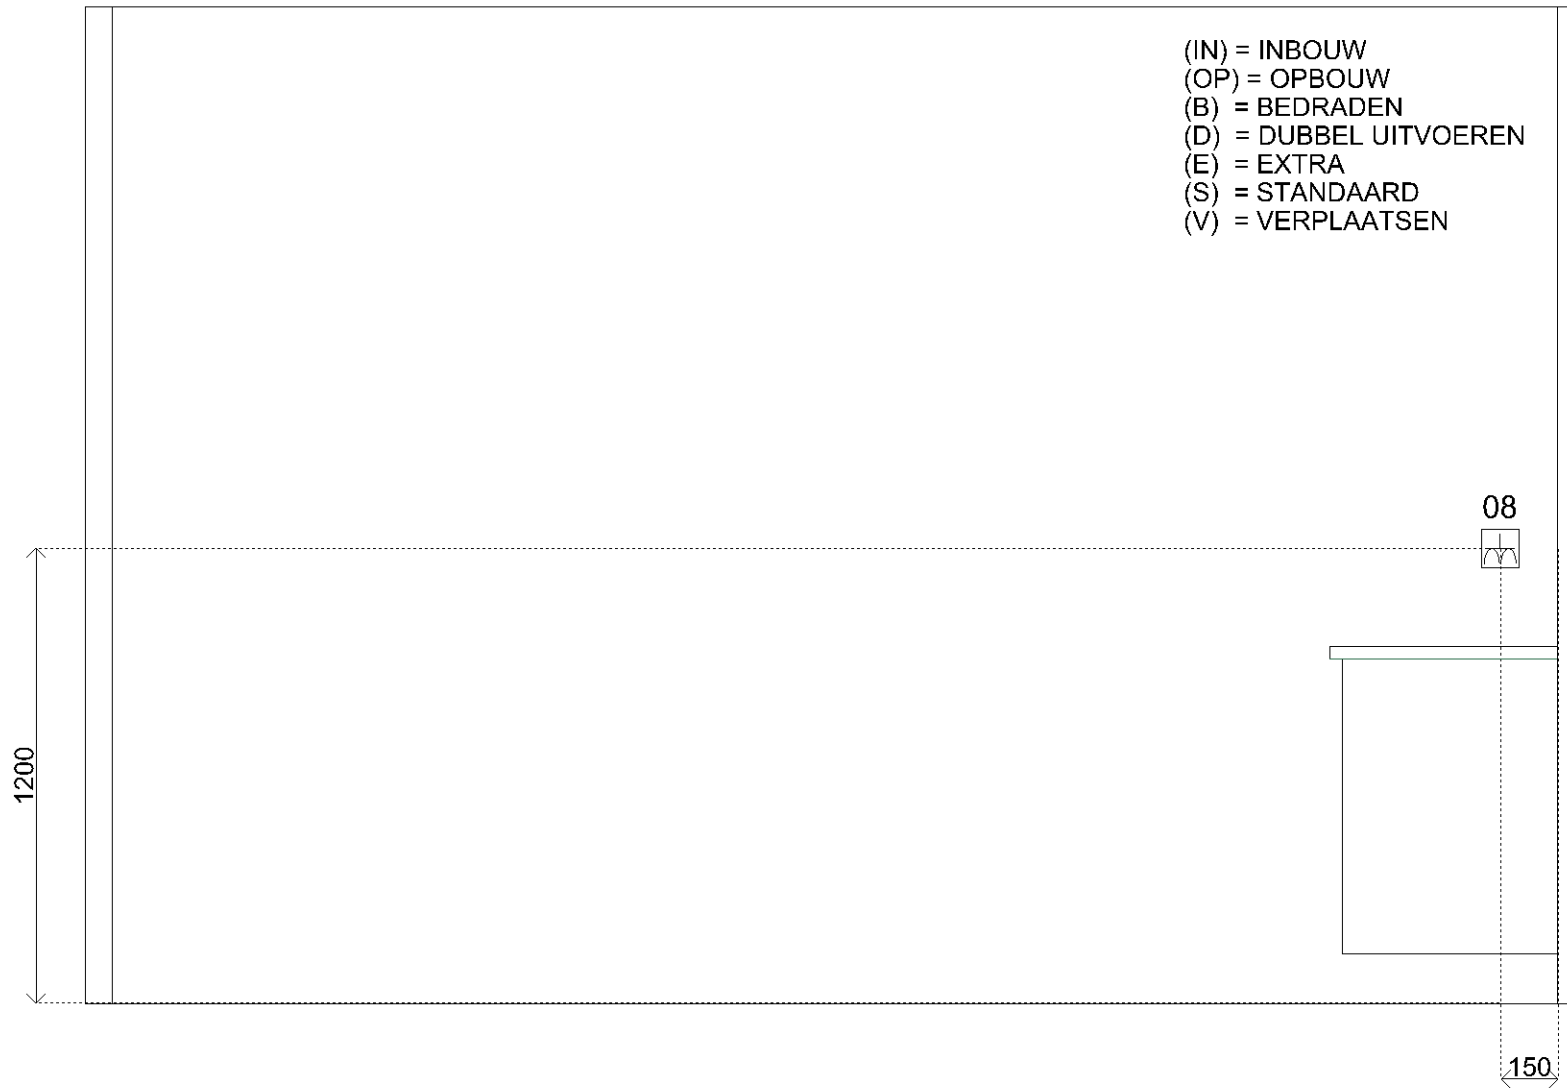 (IN) = INBOUW
(OP) = OPBOUW
(B) = BEDRADEN
(D) = DUBBEL UITVOEREN
(E) = EXTRA
(S) = STANDAARD
(V) = VERPLAATSEN
08
1200
150